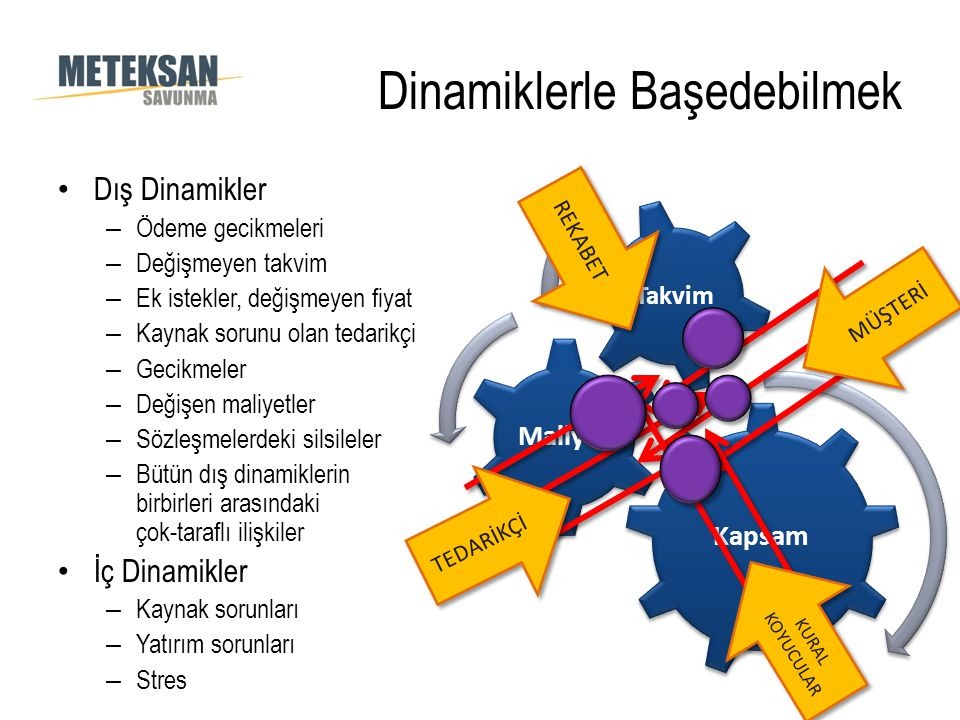 METEKSAN
SAVUNMA
Dinamiklerle Başedebilmek
• Dış Dinamikler
– Ödeme gecikmeleri
– Değişmeyen takvim
– Ek istekler, değişmeyen fiyat
– Kaynak sorunu olan tedarikçi
– Gecikmeler
– Değişen maliyetler
– Sözleşmelerdeki silsileler
– Bütün dış dinamiklerin
birbirleri arasındaki
çok-taraflı ilişkiler
• İç Dinamikler
– Kaynak sorunları
– Yatırım sorunları
– Stres
REKABET
Takvim
MÜŞTERİ
TEDARİKÇİ
Kapsam
KURAL
KOYUCULAR